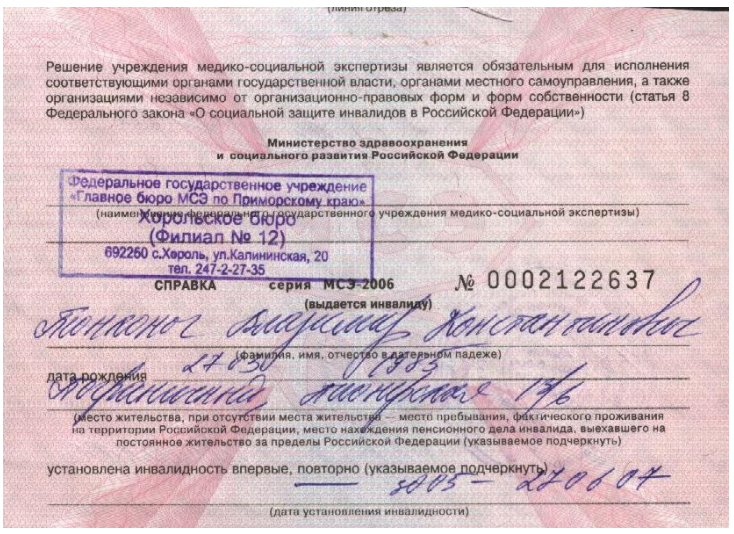 (линия отреза)
Решение учреждения медико-социальной экспертизы является обязательным для исполнения
соответствующими органами государственной власти, органами местного самоуправления, а также
организациями независимо от организационно-правовых форм и форм собственности (статья 8
Федерального закона «О социальной защите инвалидов в Российской Федерации»)
Министерство здравоохранения
и социального развития Российской Федерации
Федеральное государственное учреждение
«Главное бюро МСЭ по Приморскому краю»
(наименование федерального государственного учреждения медико-социальной экспертизы)
Хорольское бюро
(Филиал № 12)
692260 с.Хороль, ул.Калининская, 20
тел. 247-2-27-35
СПРАВКА серия МСЭ-2006 № 0002122637
(выдается инвалиду)
Тонконог Владимир Константинович
(фамилия, имя, отчество в дательном падеже)
дата рождения 27 03 1983
пионерская 17/6
(место жительства, при отсутствии места жительства — место пребывания, фактического проживания
на территории Российской Федерации, место нахождения пенсионного дела инвалида, выехавшего на
постоянное жительство за пределы Российской Федерации (указываемое подчеркнуть)
установлена инвалидность впервые, повторно (указываемое подчеркнуть)
270607
(дата установления инвалидности)